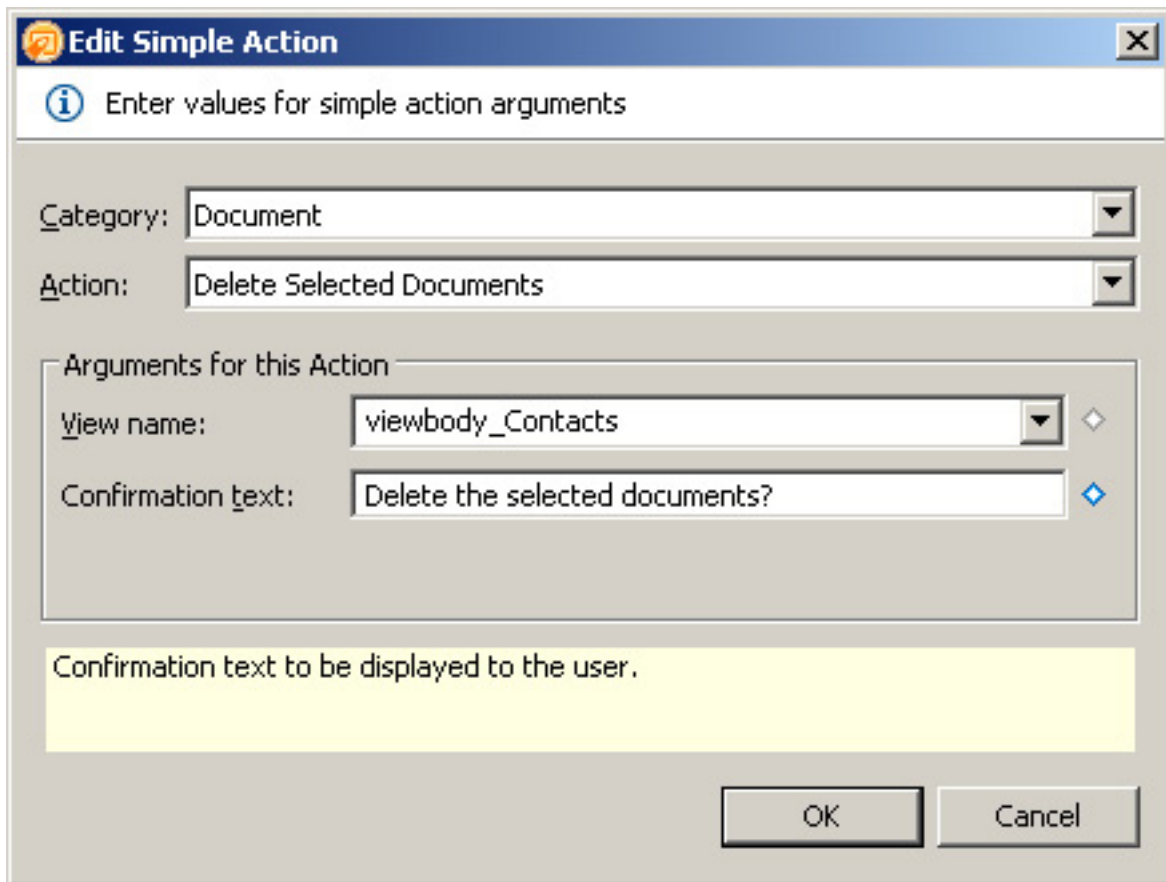 Edit Simple Action
Enter values for simple action arguments
Category: Document
Action: Delete Selected Documents
Arguments for this Action
View name: viewbody_Contacts
Confirmation text: Delete the selected documents?
Confirmation text to be displayed to the user.
OK Cancel